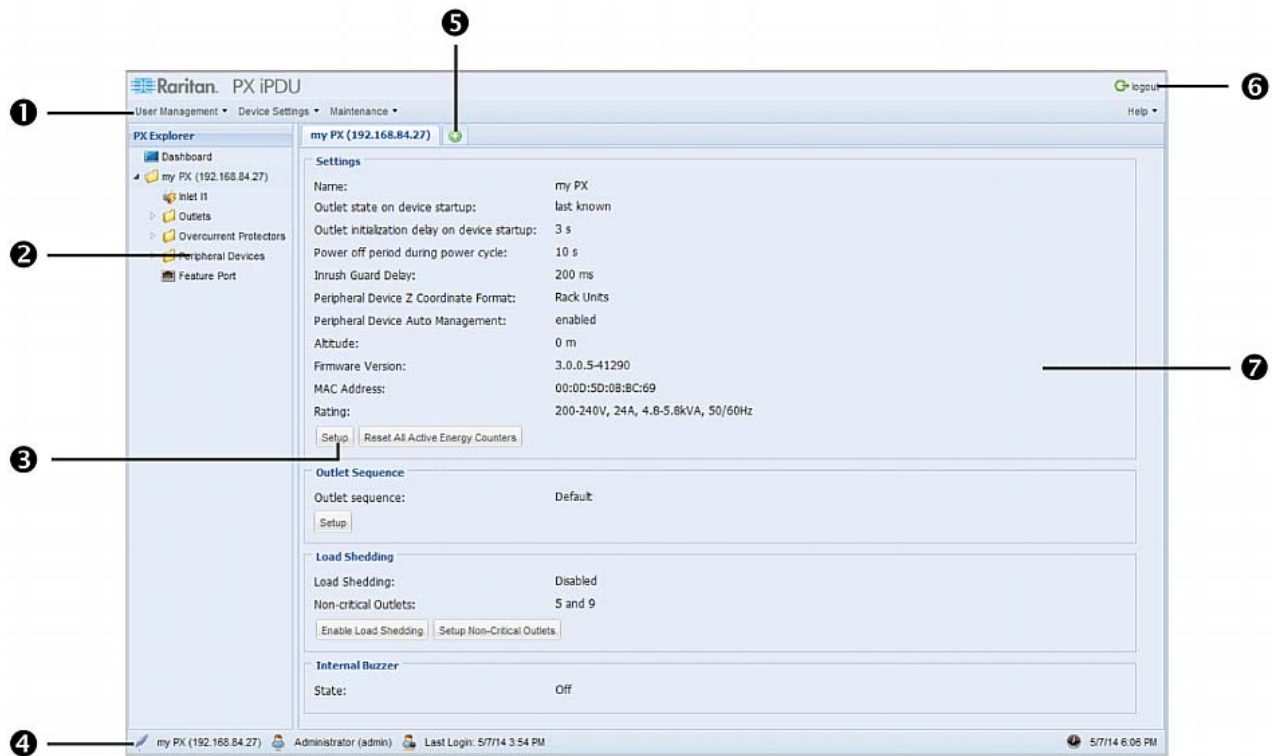 5
Raritan. PX iPDU
logout
6
1
User Management Device Settings Maintenance
Help
PX Explorer
my PX (192.168.84.27)
Dashboard
my PX (192.168.84.27)
Inlet I1
Outlets
Overcurrent Protectors
2
Peripheral Devices
Feature Port
Settings
Name: my PX
Outlet state on device startup: last known
Outlet initialization delay on device startup: 3 s
Power off period during power cycle: 10 s
Inrush Guard Delay: 200 ms
Peripheral Device Z Coordinate Format: Rack Units
Peripheral Device Auto Management: enabled
Altitude: 0 m
Firmware Version: 3.0.0.5-41290
7
MAC Address: 00:0D:5D:0B:BC:69
Rating: 200-240V, 24A, 4.8-5.8kVA, 50/60Hz
3
Setup Reset All Active Energy Counters
Outlet Sequence
Outlet sequence: Default
Setup
Load Shedding
Load Shedding: Disabled
Non-critical Outlets: 5 and 9
Enable Load Shedding Setup Non-Critical Outlets
Internal Buzzer
State: Off
4
my PX (192.168.84.27) Administrator (admin) Last Login: 5/7/14 3:54 PM 5/7/14 6:06 PM